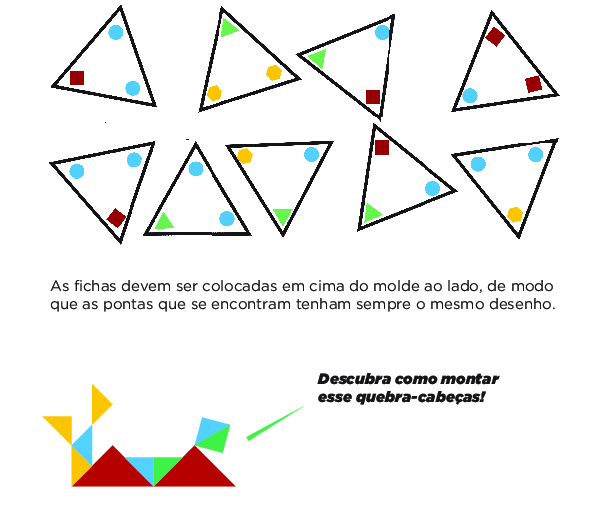 As fichas devem ser colocadas em cima do molde ao lado, de modo
que as pontas que se encontram tenham sempre o mesmo desenho.
Descubra como montar
esse quebra-cabeças!